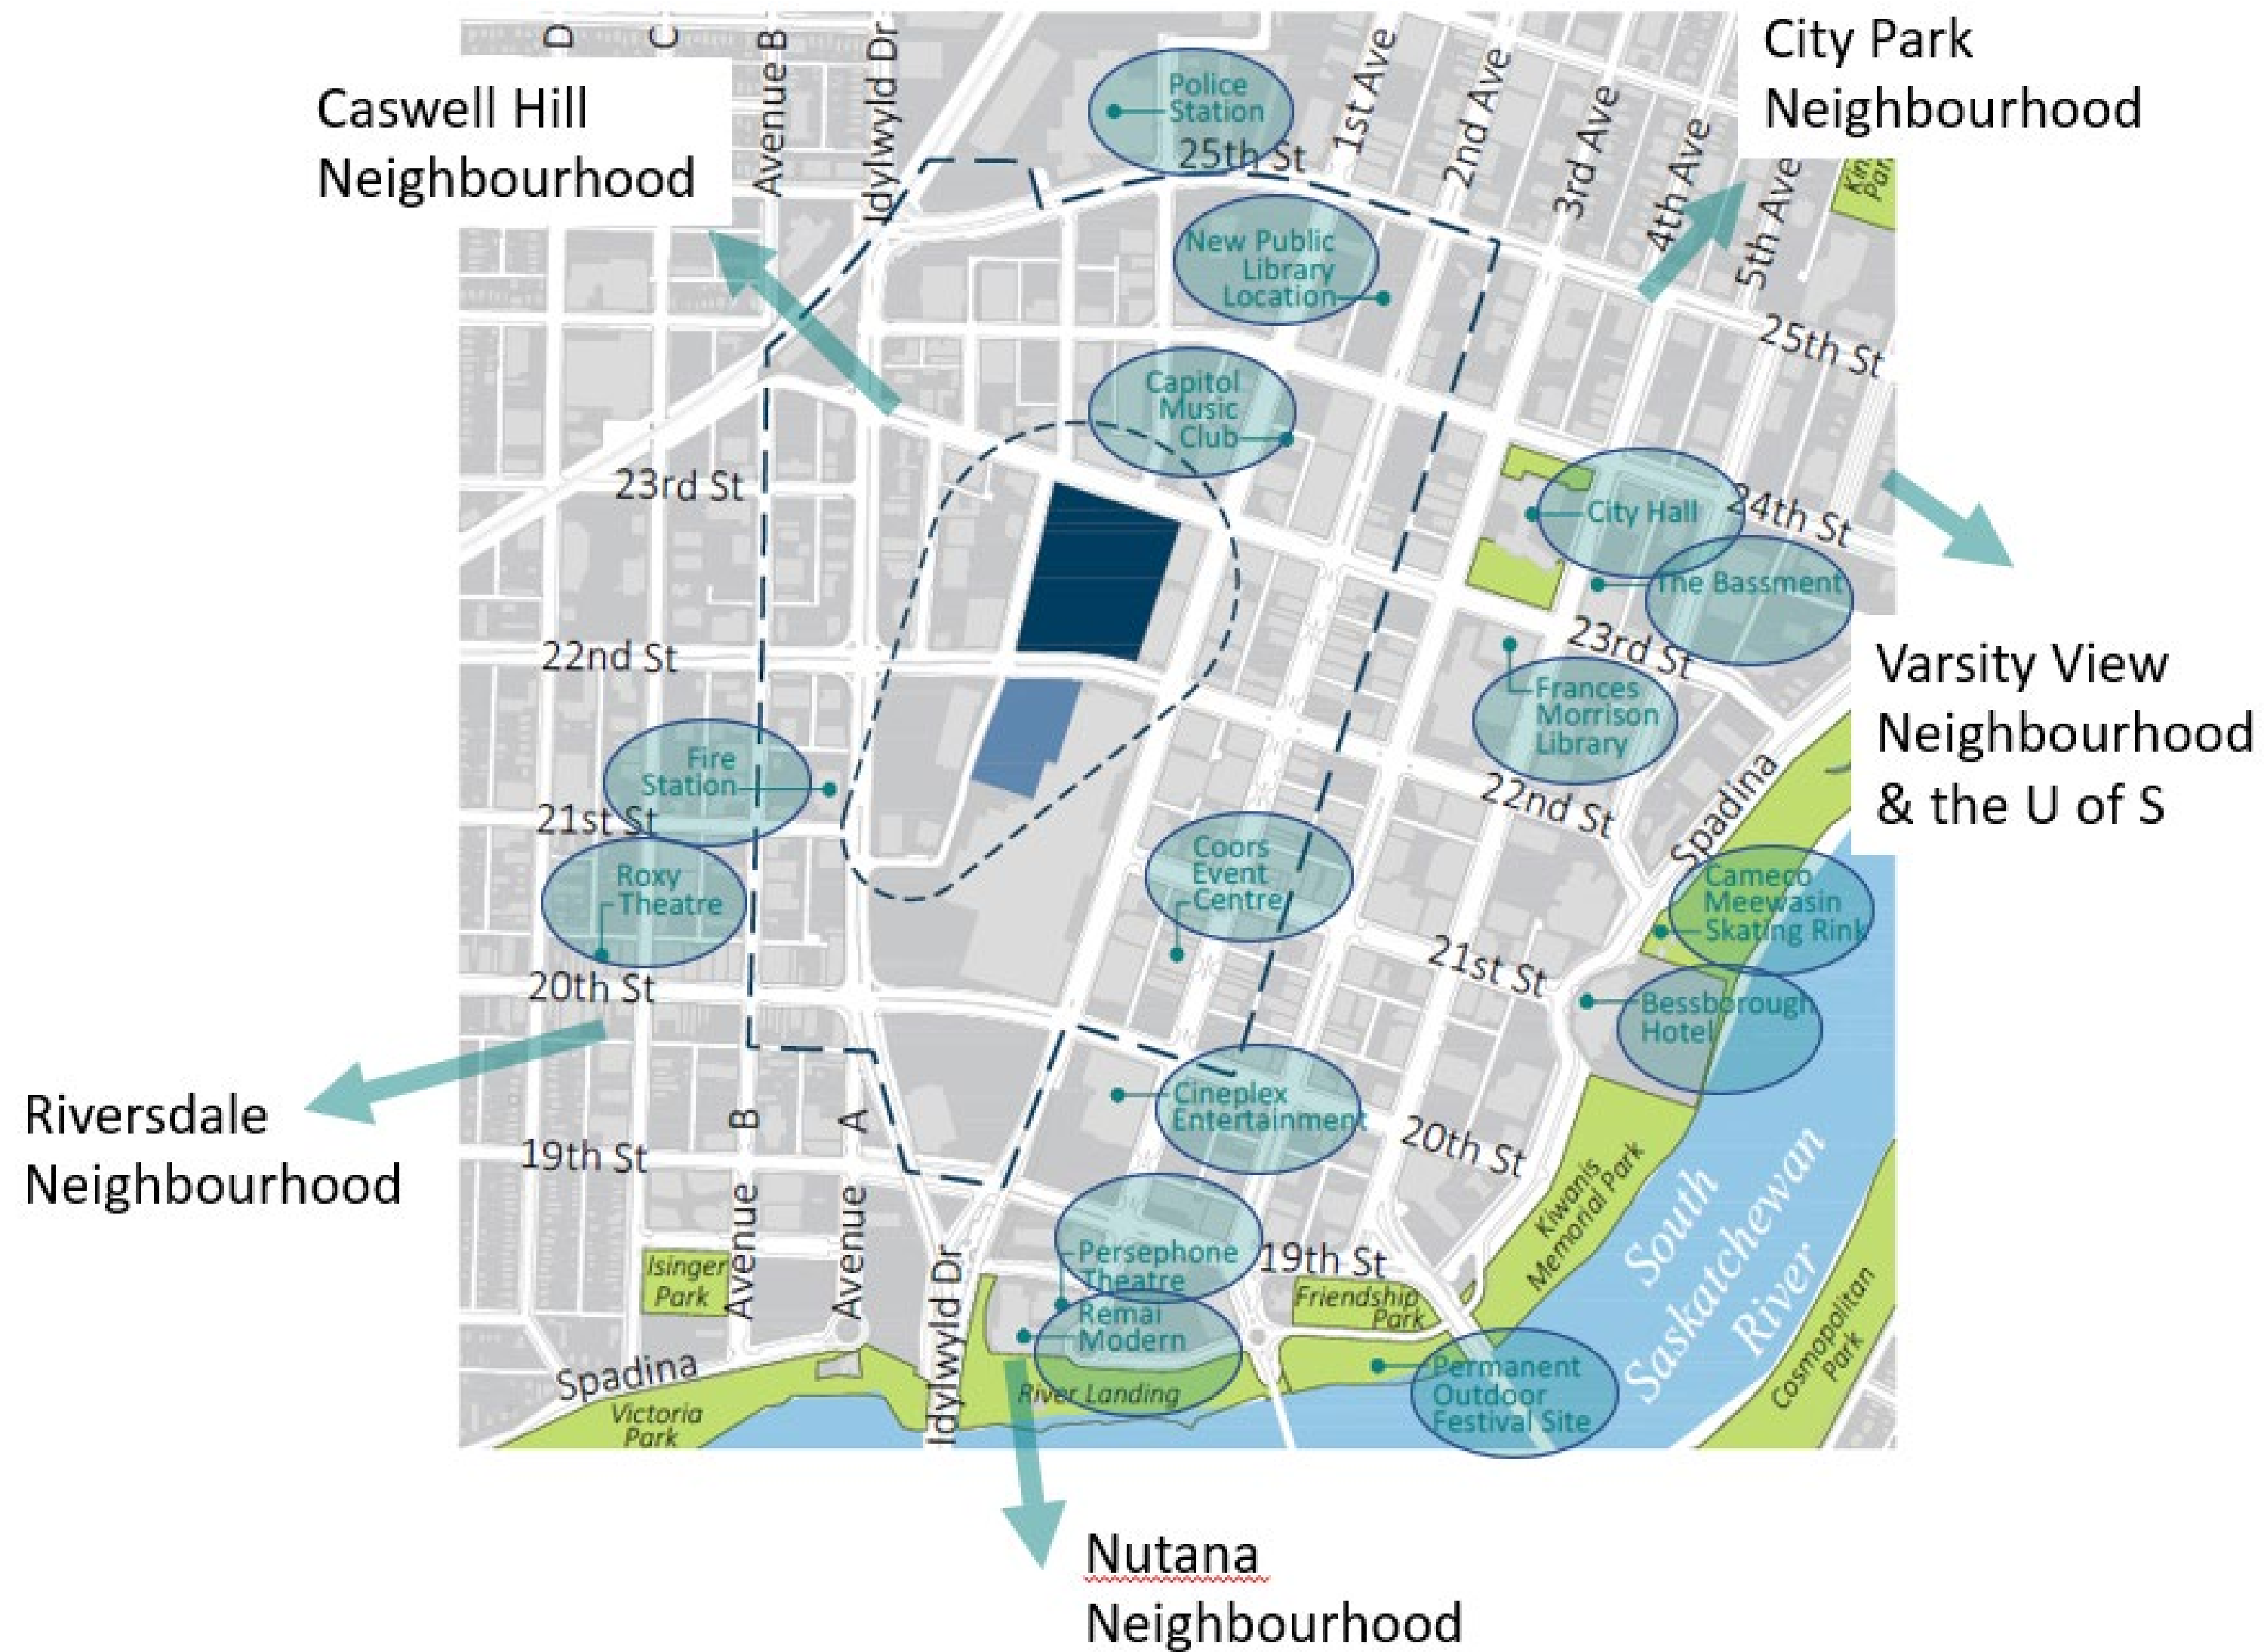 City Park
Neighbourhood
Caswell Hill
Neighbourhood
D
C
Avenue B
Idylwyld Dr
Police
Station
25th St
1st Ave
2nd Ave
3rd Ave
4th Ave
5th Ave
New Public
Library
Location
25th St
Capitol
Music
Club
23rd St
City Hall
24th St
The Bassment
22nd St
23rd St
Frances
Morrison
Library
Varsity View
Neighbourhood
& the U of S
Fire
Station
21st St
22nd St
Spadina
Roxy
Theatre
Coors
Event
Centre
Cameco
Meewasin
Skating Rink
20th St
21st St
Bessborough
Hotel
Riversdale
Neighbourhood
Cineplex
Entertainment
B
A
20th St
19th St
Kiwanis
Memorial Park
South
Saskatchewan
River
Avenue
Avenue
Idylwyld Dr
Isinger
Park
Persephone
Theatre
19th St
Friendship
Park
Remai
Modern
Cosmopolitan
Park
Spadina
Victoria
Park
River Landing
Permanent
Outdoor
Festival Site
Nutana
Neighbourhood